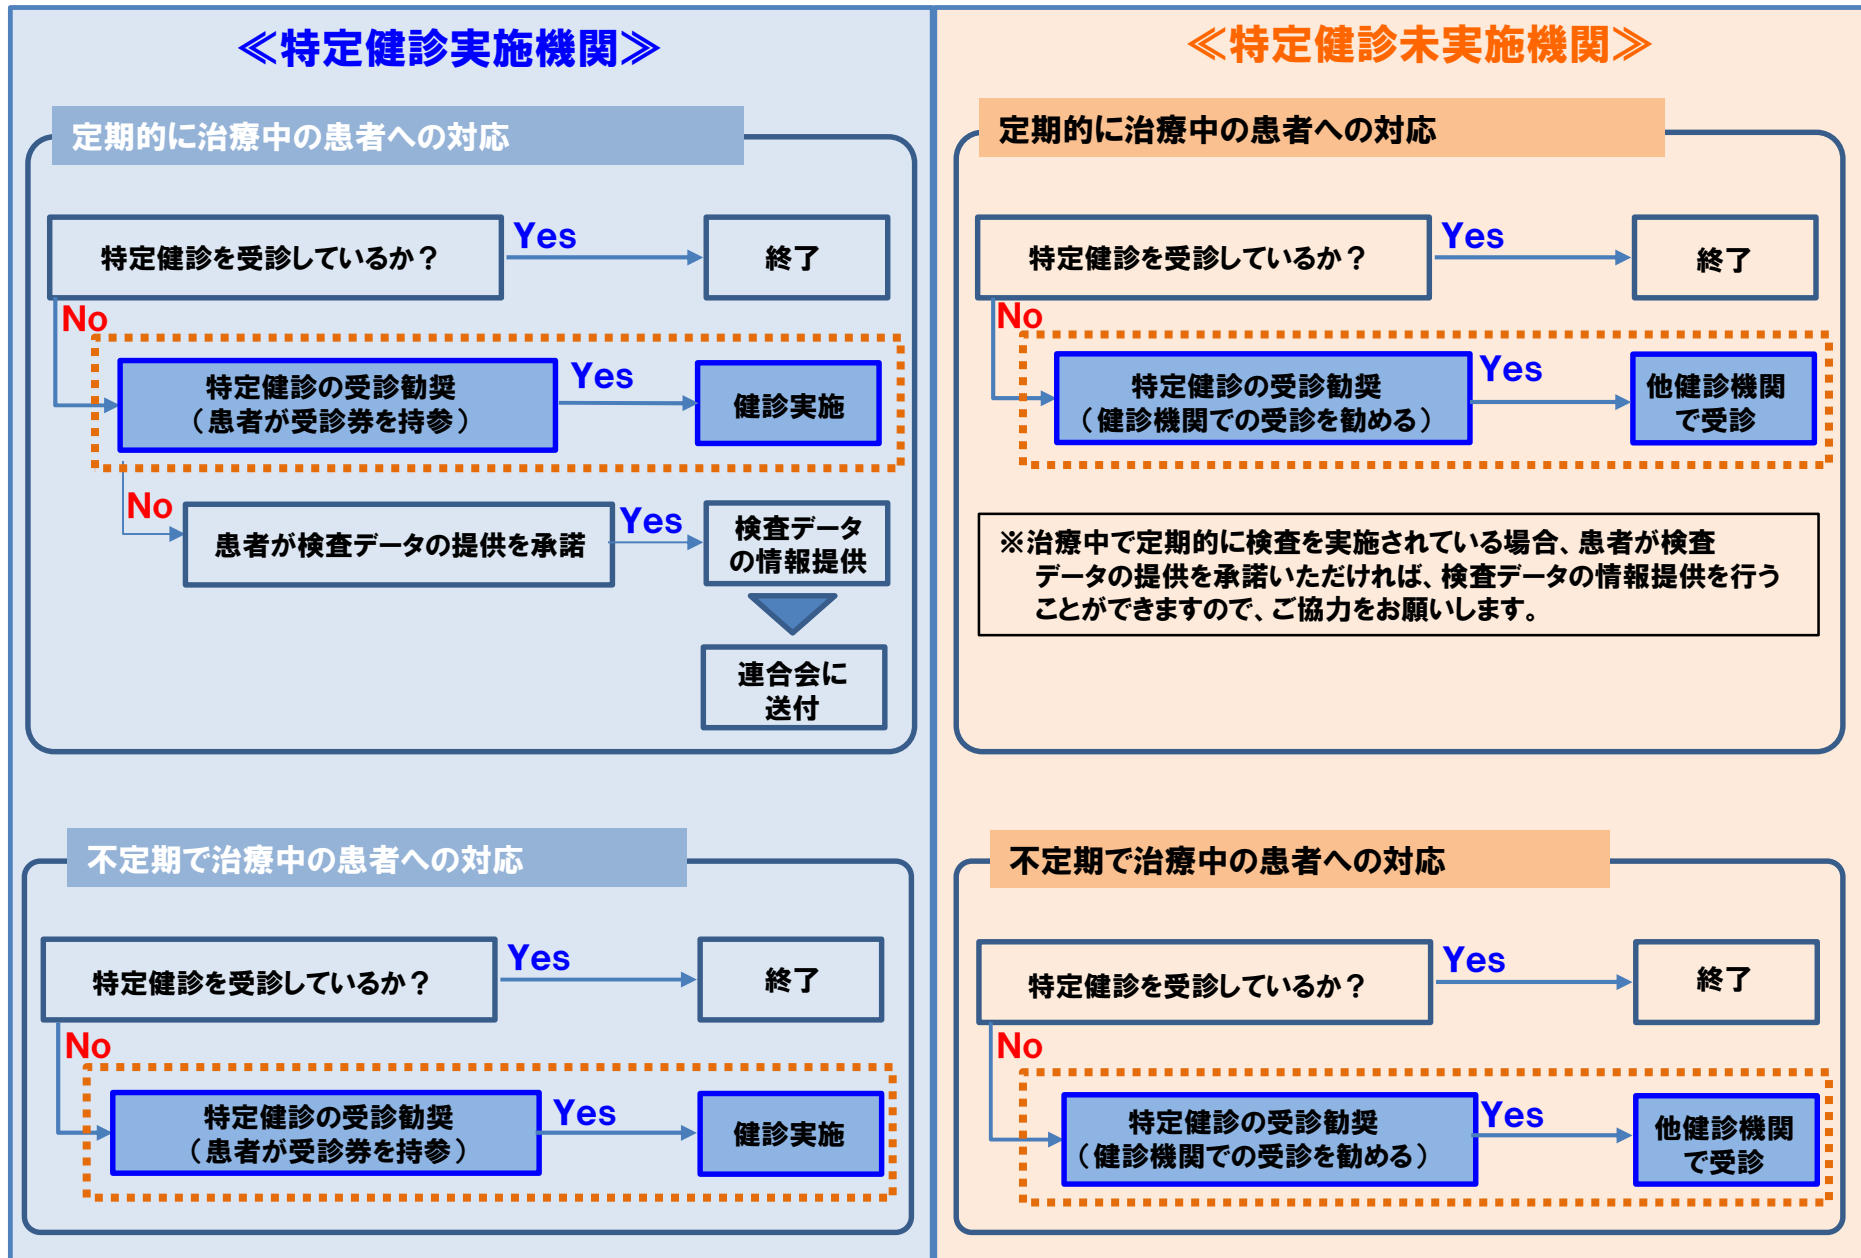 ≪特定健診実施機関≫
定期的に治療中の患者への対応
特定健診を受診しているか？
Yes
終了
No
特定健診の受診勧奨
（患者が受診券を持参）
Yes
健診実施
No
患者が検査データの提供を承諾
Yes
検査データ
の情報提供
連合会に
送付
不定期で治療中の患者への対応
特定健診を受診しているか？
Yes
終了
No
特定健診の受診勧奨
（患者が受診券を持参）
Yes
健診実施
≪特定健診未実施機関≫
定期的に治療中の患者への対応
特定健診を受診しているか？
Yes
終了
No
特定健診の受診勧奨
（健診機関での受診を勧める）
Yes
他健診機関
で受診
※治療中で定期的に検査を実施されている場合、患者が検査
データの提供を承諾いただければ、検査データの情報提供を行う
ことができますので、ご協力をお願いします。
不定期で治療中の患者への対応
特定健診を受診しているか？
Yes
終了
No
特定健診の受診勧奨
（健診機関での受診を勧める）
Yes
他健診機関
で受診